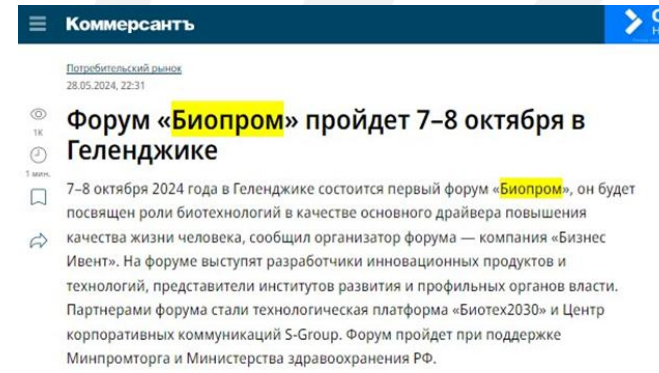 Коммерсантъ
Потребительский рынок
28.05.2024, 22:31
Форум «Биопром» пройдет 7–8 октября в
Геленджике
1K
1 мин.
7–8 октября 2024 года в Геленджике состоится первый форум «Биопром», он будет
посвящен роли биотехнологий в качестве основного драйвера повышения
качества жизни человека, сообщил организатор форума — компания «Бизнес
Ивент». На форуме выступят разработчики инновационных продуктов и
технологий, представители институтов развития и профильных органов власти.
Партнерами форума стали технологическая платформа «Биотех2030» и Центр
корпоративных коммуникаций S-Group. Форум пройдет при поддержке
Минпромторга и Министерства здравоохранения РФ.